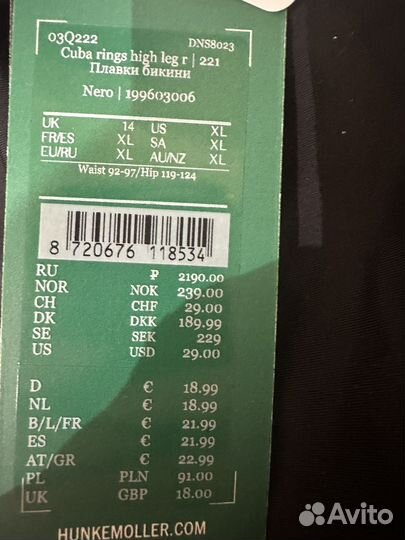 03Q222 DNS8023
Cuba rings high leg r | 221
Плавки бикини
Nero | 199603006
UK 14 US XL
FR/ES XL SA XL
EU/RU XL AU/NZ XL
Waist 92-97/Hip 119-124
8 720676 118534
RU ₽ 2190.00
NOR NOK 239.00
CH CHF 29.00
DK DKK 189.99
SE SEK 229
US USD 29.00
D € 18.99
NL € 18.99
B/L/FR € 21.99
ES € 21.99
AT/GR € 22.99
PL PLN 91.00
UK GBP 18.00
HUNKEMOLLER.COM
Avito